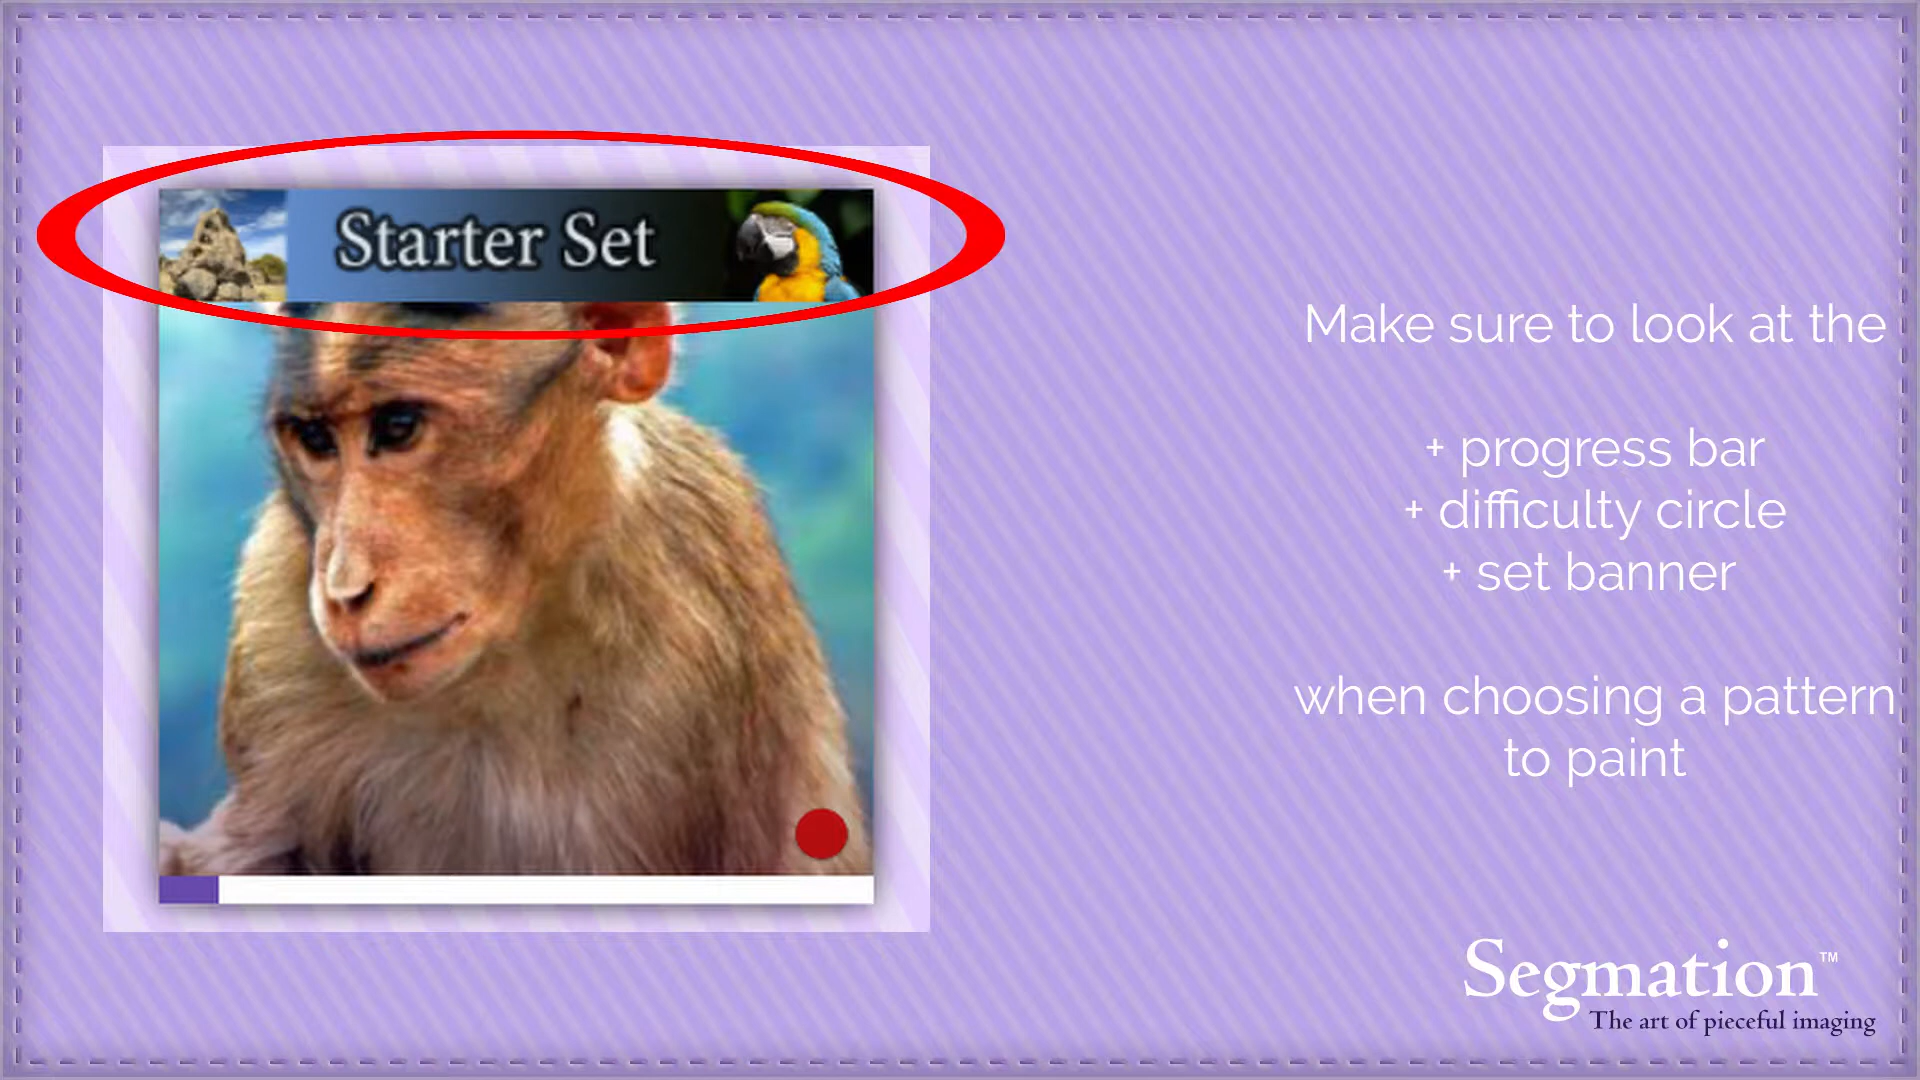 Starter Set
Make sure to look at the
+ progress bar
+ difficulty circle
+ set banner
when choosing a pattern
to paint
Segmation™
The art of pieceful imaging